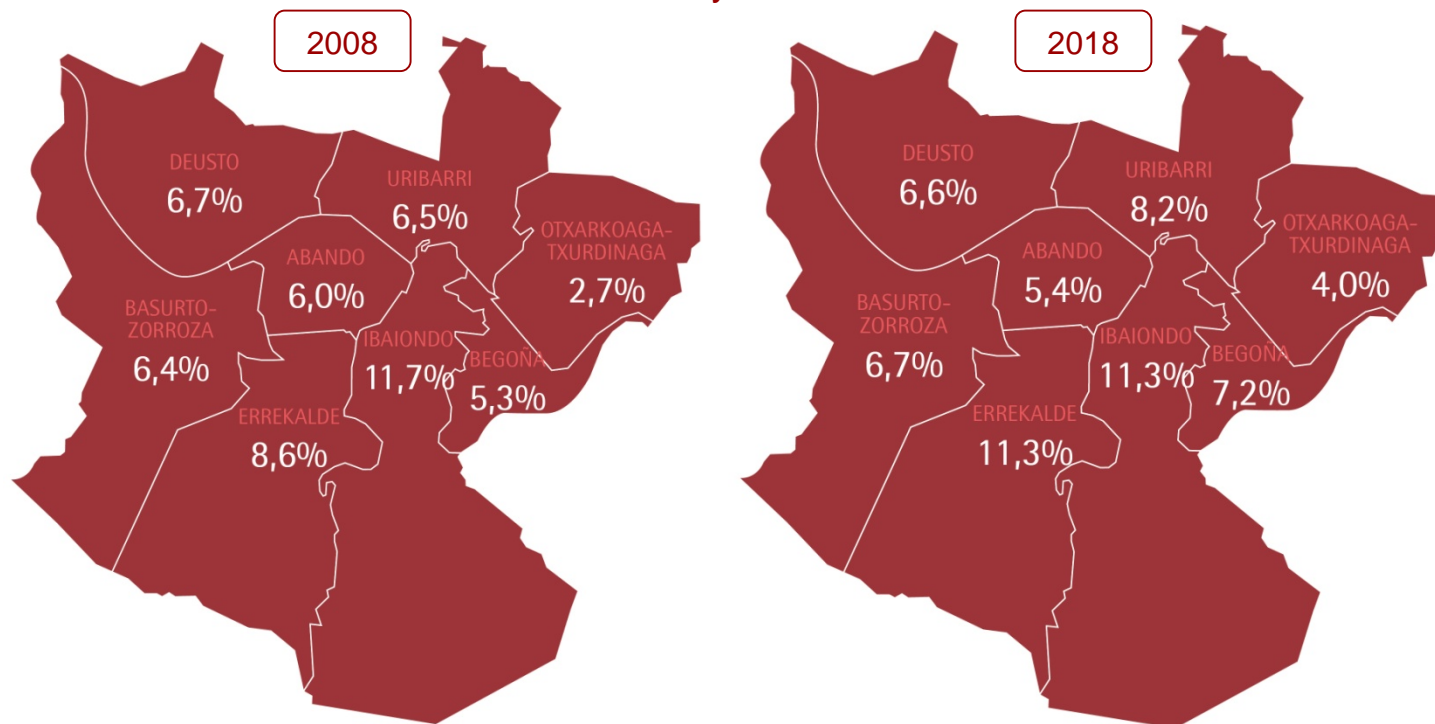 2008
DEUSTO
6,7%
URIBARRI
6,5%
OTXARKOAGA-
TXURDINAGA
2,7%
ABANDO
6,0%
BASURTO-
ZORROZA
6,4%
IBAIONDO
11,7%
BEGOÑA
5,3%
ERREKALDE
8,6%
2018
DEUSTO
6,6%
URIBARRI
8,2%
OTXARKOAGA-
TXURDINAGA
4,0%
ABANDO
5,4%
BASURTO-
ZORROZA
6,7%
IBAIONDO
11,3%
BEGOÑA
7,2%
ERREKALDE
11,3%